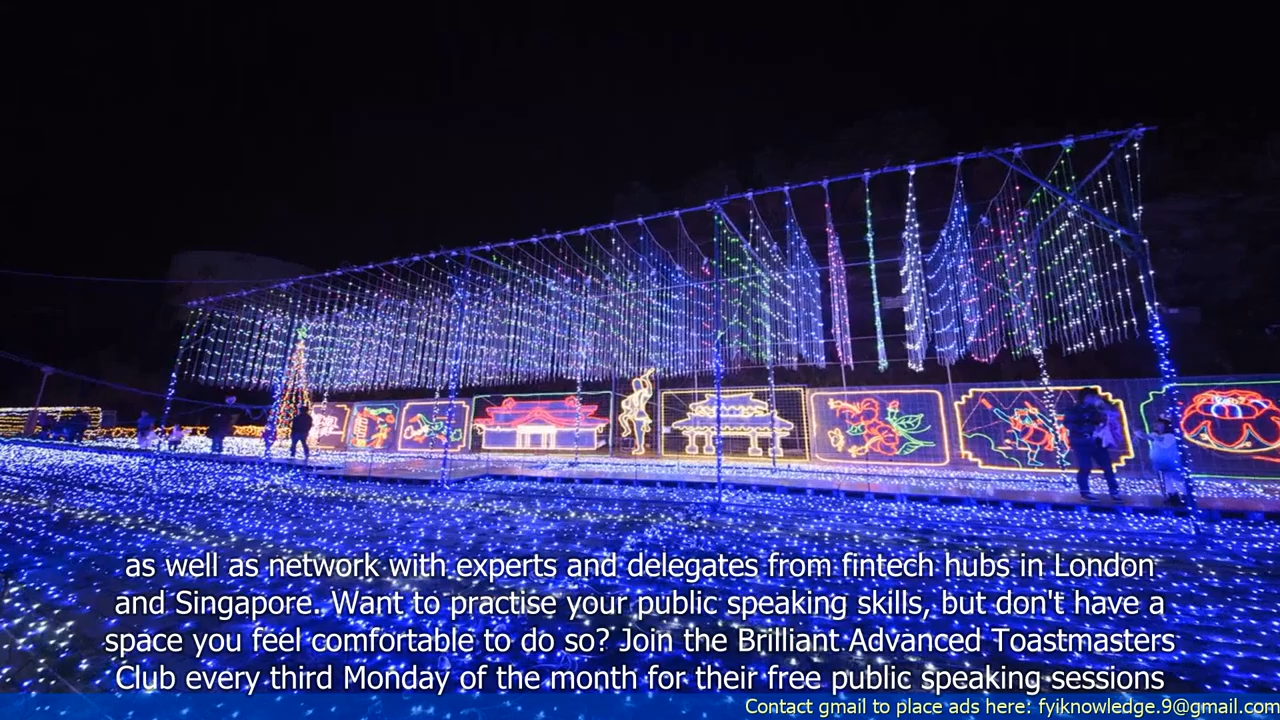 as well as network with experts and delegates from fintech hubs in London
and Singapore. Want to practise your public speaking skills, but don't have a
space you feel comfortable to do so? Join the Brilliant Advanced Toastmasters
Club every third Monday of the month for their free public speaking sessions
Contact gmail to place ads here: fyiknowledge.9@gmail.com